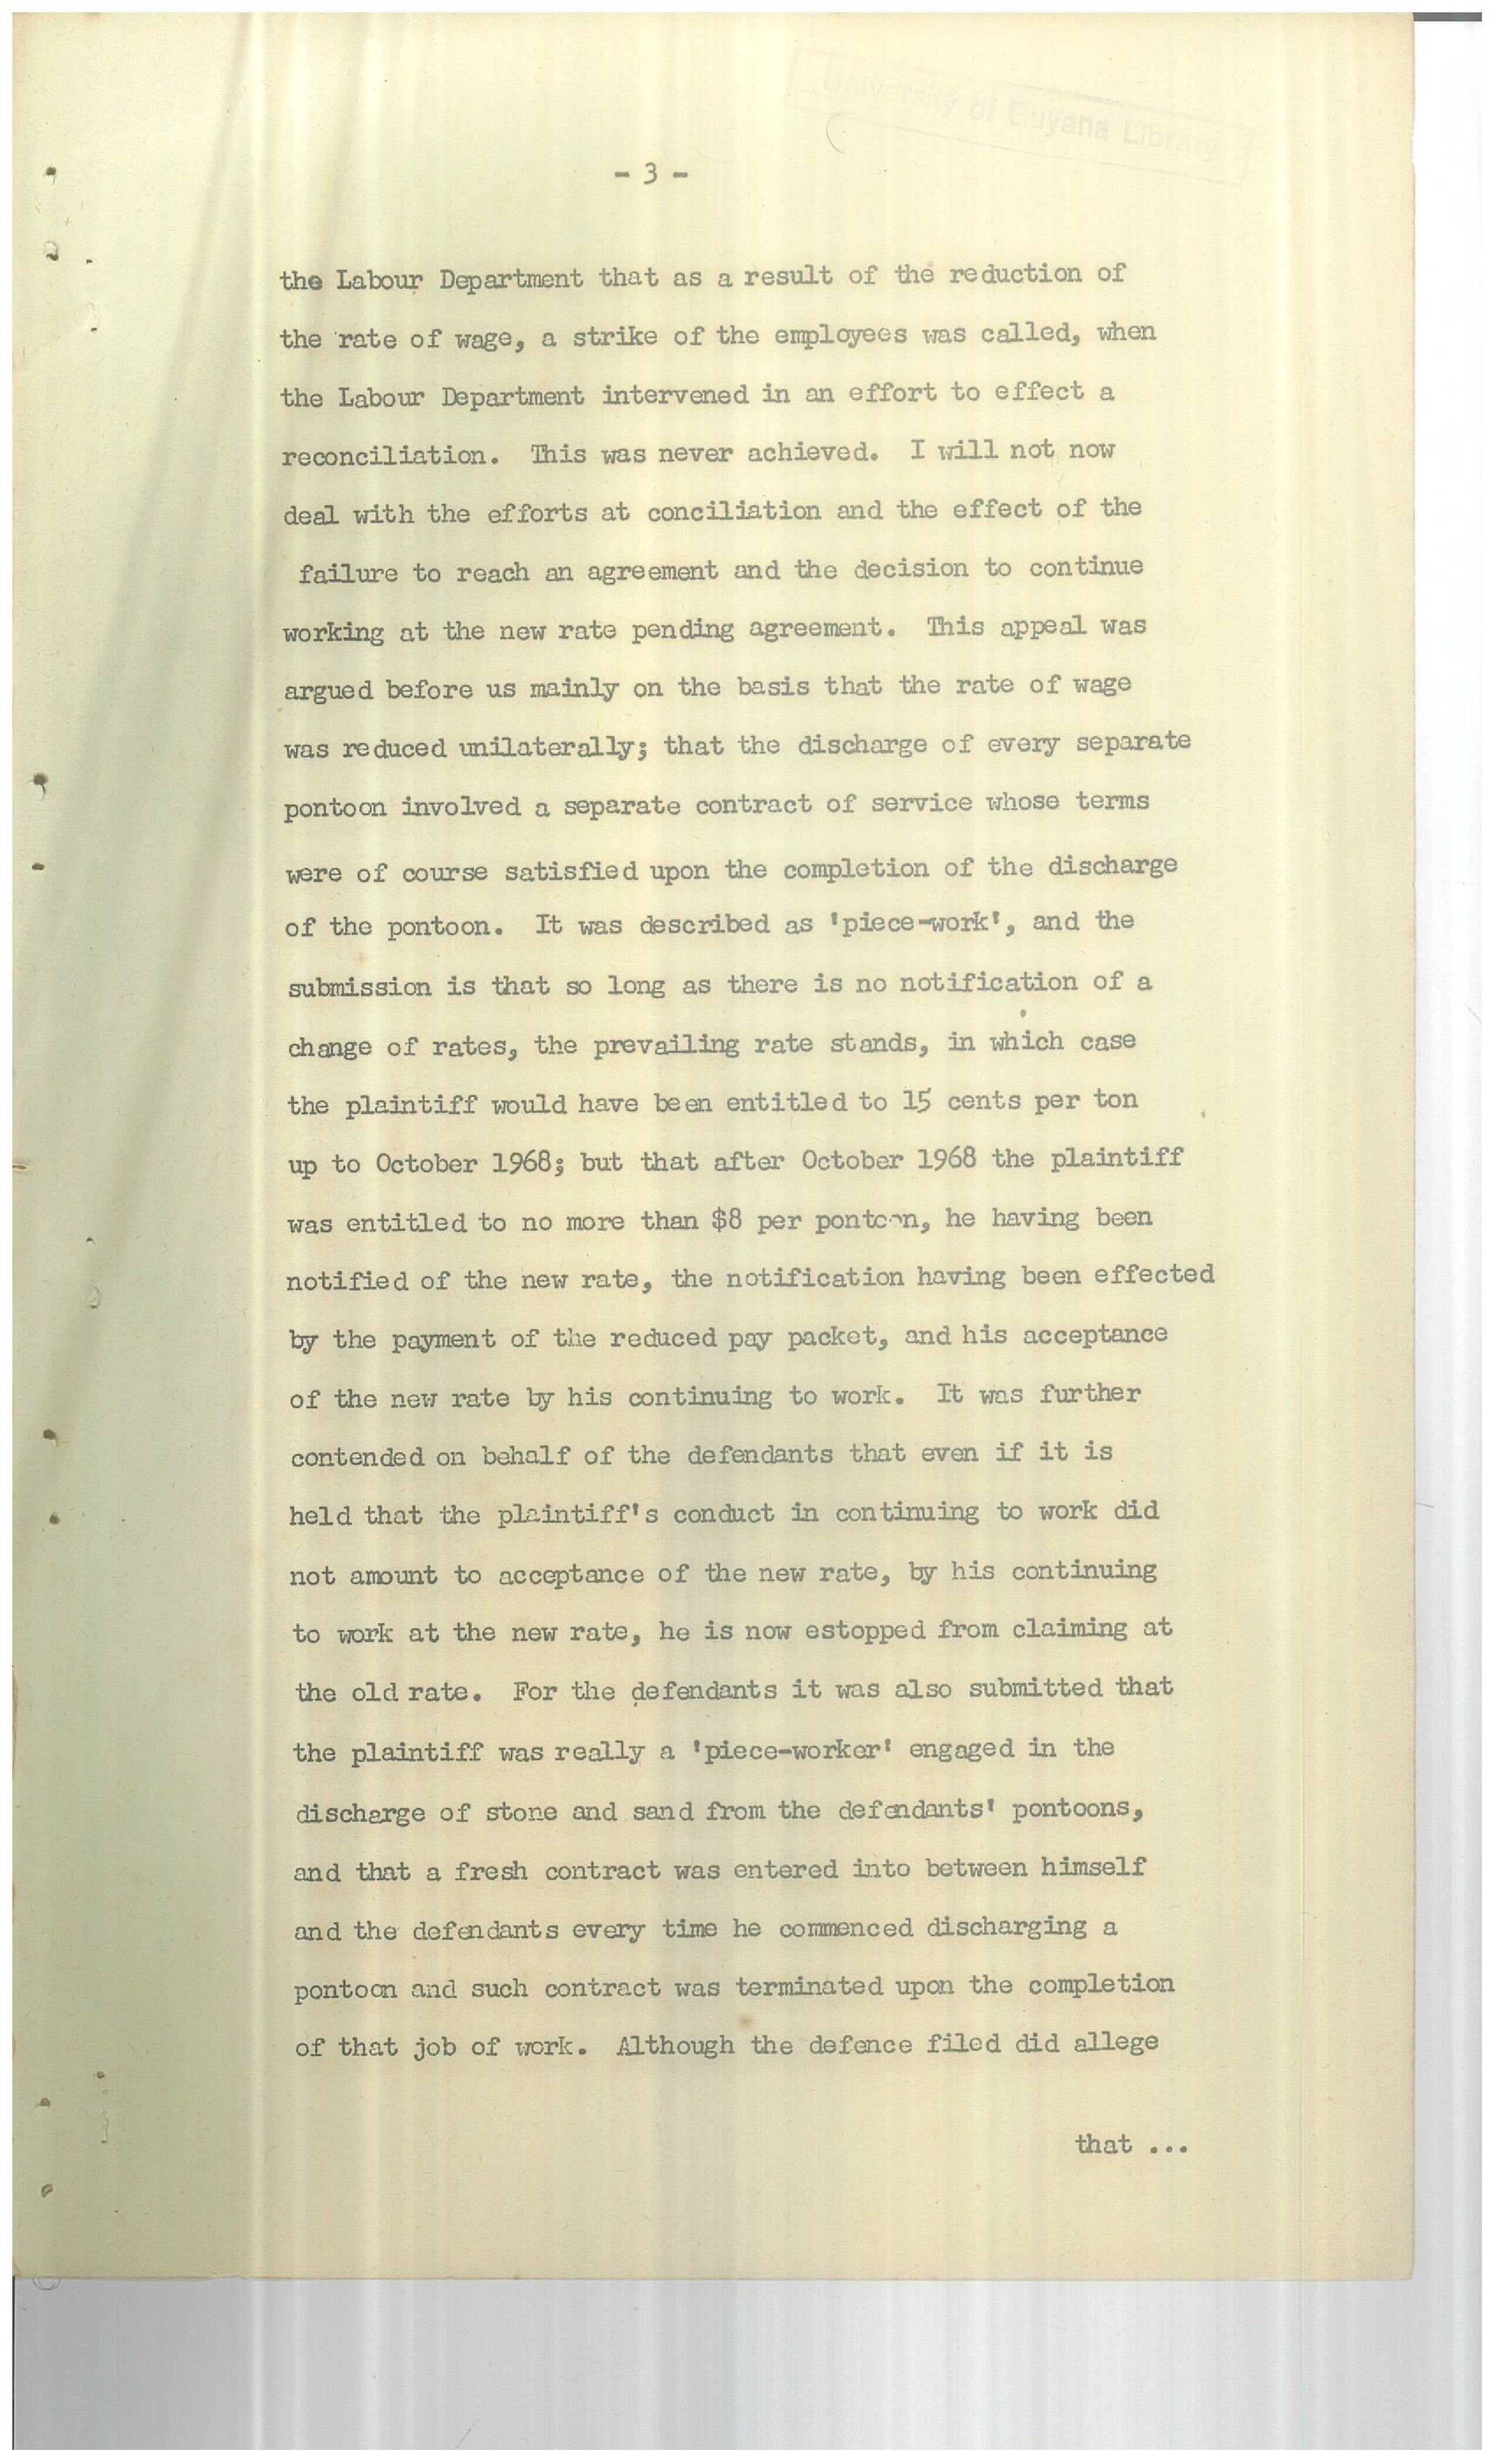 University of Guyana Library
- 3 -
the Labour Department that as a result of the reduction of
the rate of wage, a strike of the employees was called, when
the Labour Department intervened in an effort to effect a
reconciliation. This was never achieved. I will not now
deal with the efforts at conciliation and the effect of the
failure to reach an agreement and the decision to continue
working at the new rate pending agreement. This appeal was
argued before us mainly on the basis that the rate of wage
was reduced unilaterally; that the discharge of every separate
pontoon involved a separate contract of service whose terms
were of course satisfied upon the completion of the discharge
of the pontoon. It was described as 'piece-work', and the
submission is that so long as there is no notification of a
change of rates, the prevailing rate stands, in which case
the plaintiff would have been entitled to 15 cents per ton
up to October 1968; but that after October 1968 the plaintiff
was entitled to no more than $8 per pontoon, he having been
notified of the new rate, the notification having been effected
by the payment of the reduced pay packet, and his acceptance
of the new rate by his continuing to work. It was further
contended on behalf of the defendants that even if it is
held that the plaintiff's conduct in continuing to work did
not amount to acceptance of the new rate, by his continuing
to work at the new rate, he is now estopped from claiming at
the old rate. For the defendants it was also submitted that
the plaintiff was really a 'piece-worker' engaged in the
discharge of stone and sand from the defendants' pontoons,
and that a fresh contract was entered into between himself
and the defendants every time he commenced discharging a
pontoon and such contract was terminated upon the completion
of that job of work. Although the defence filed did allege
that ...